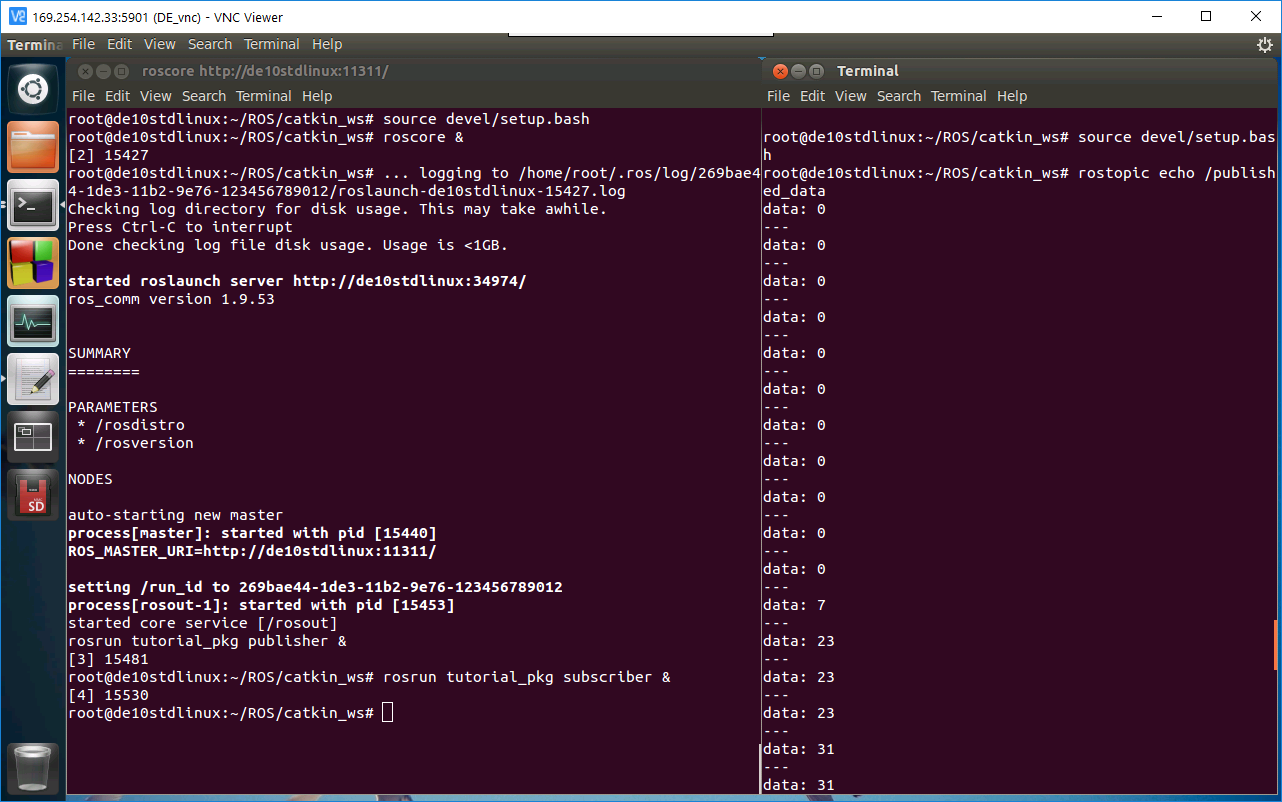 169.254.142.33:5901 (DE_vnc) - VNC Viewer
File Edit View Search Terminal Help
roscore http://de10stdlinux:11311/
File Edit View Search Terminal Help
root@de10stdlinux:~/ROS/catkin_ws# source devel/setup.bash
root@de10stdlinux:~/ROS/catkin_ws# roscore &
[2] 15427
root@de10stdlinux:~/ROS/catkin_ws# ... logging to /home/root/.ros/log/269bae4
4-1de3-11b2-9e76-123456789012/roslaunch-de10stdlinux-15427.log
Checking log directory for disk usage. This may take awhile.
Press Ctrl-C to interrupt
Done checking log file disk usage. Usage is <1GB.
started roslaunch server http://de10stdlinux:34974/
ros_comm version 1.9.53
SUMMARY
========
PARAMETERS
* /rosdistro
* /rosversion
NODES
auto-starting new master
process[master]: started with pid [15440]
ROS_MASTER_URI=http://de10stdlinux:11311/
setting /run_id to 269bae44-1de3-11b2-9e76-123456789012
process[rosout-1]: started with pid [15453]
started core service [/rosout]
rosrun tutorial_pkg publisher &
[3] 15481
root@de10stdlinux:~/ROS/catkin_ws# rosrun tutorial_pkg subscriber &
[4] 15530
root@de10stdlinux:~/ROS/catkin_ws#
Terminal
File Edit View Search Terminal Help
root@de10stdlinux:~/ROS/catkin_ws# source devel/setup.bas
h
root@de10stdlinux:~/ROS/catkin_ws# rostopic echo /publish
ed_data
data: 0
---
data: 0
---
data: 0
---
data: 0
---
data: 0
---
data: 0
---
data: 0
---
data: 0
---
data: 0
---
data: 0
---
data: 0
---
data: 7
---
data: 23
---
data: 23
---
data: 23
---
data: 31
---
data: 31
SD